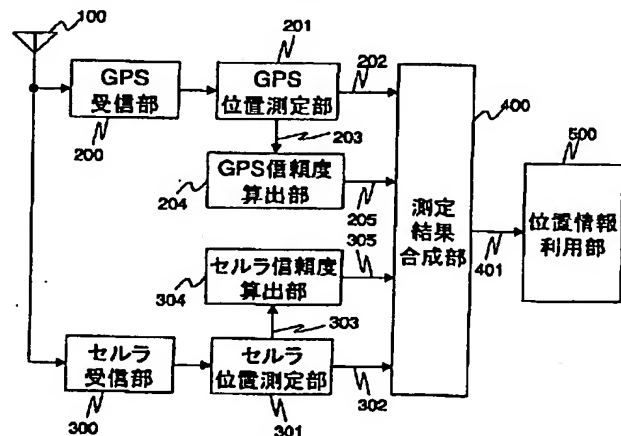 100
201
202
GPS
受信部
200
GPS
位置測定部
203
400
500
204
GPS信頼度
算出部
205
測定
結果
合成部
位置情報
利用部
401
305
304
セルラ信頼度
算出部
303
セルラ
受信部
300
セルラ
位置測定部
301
302